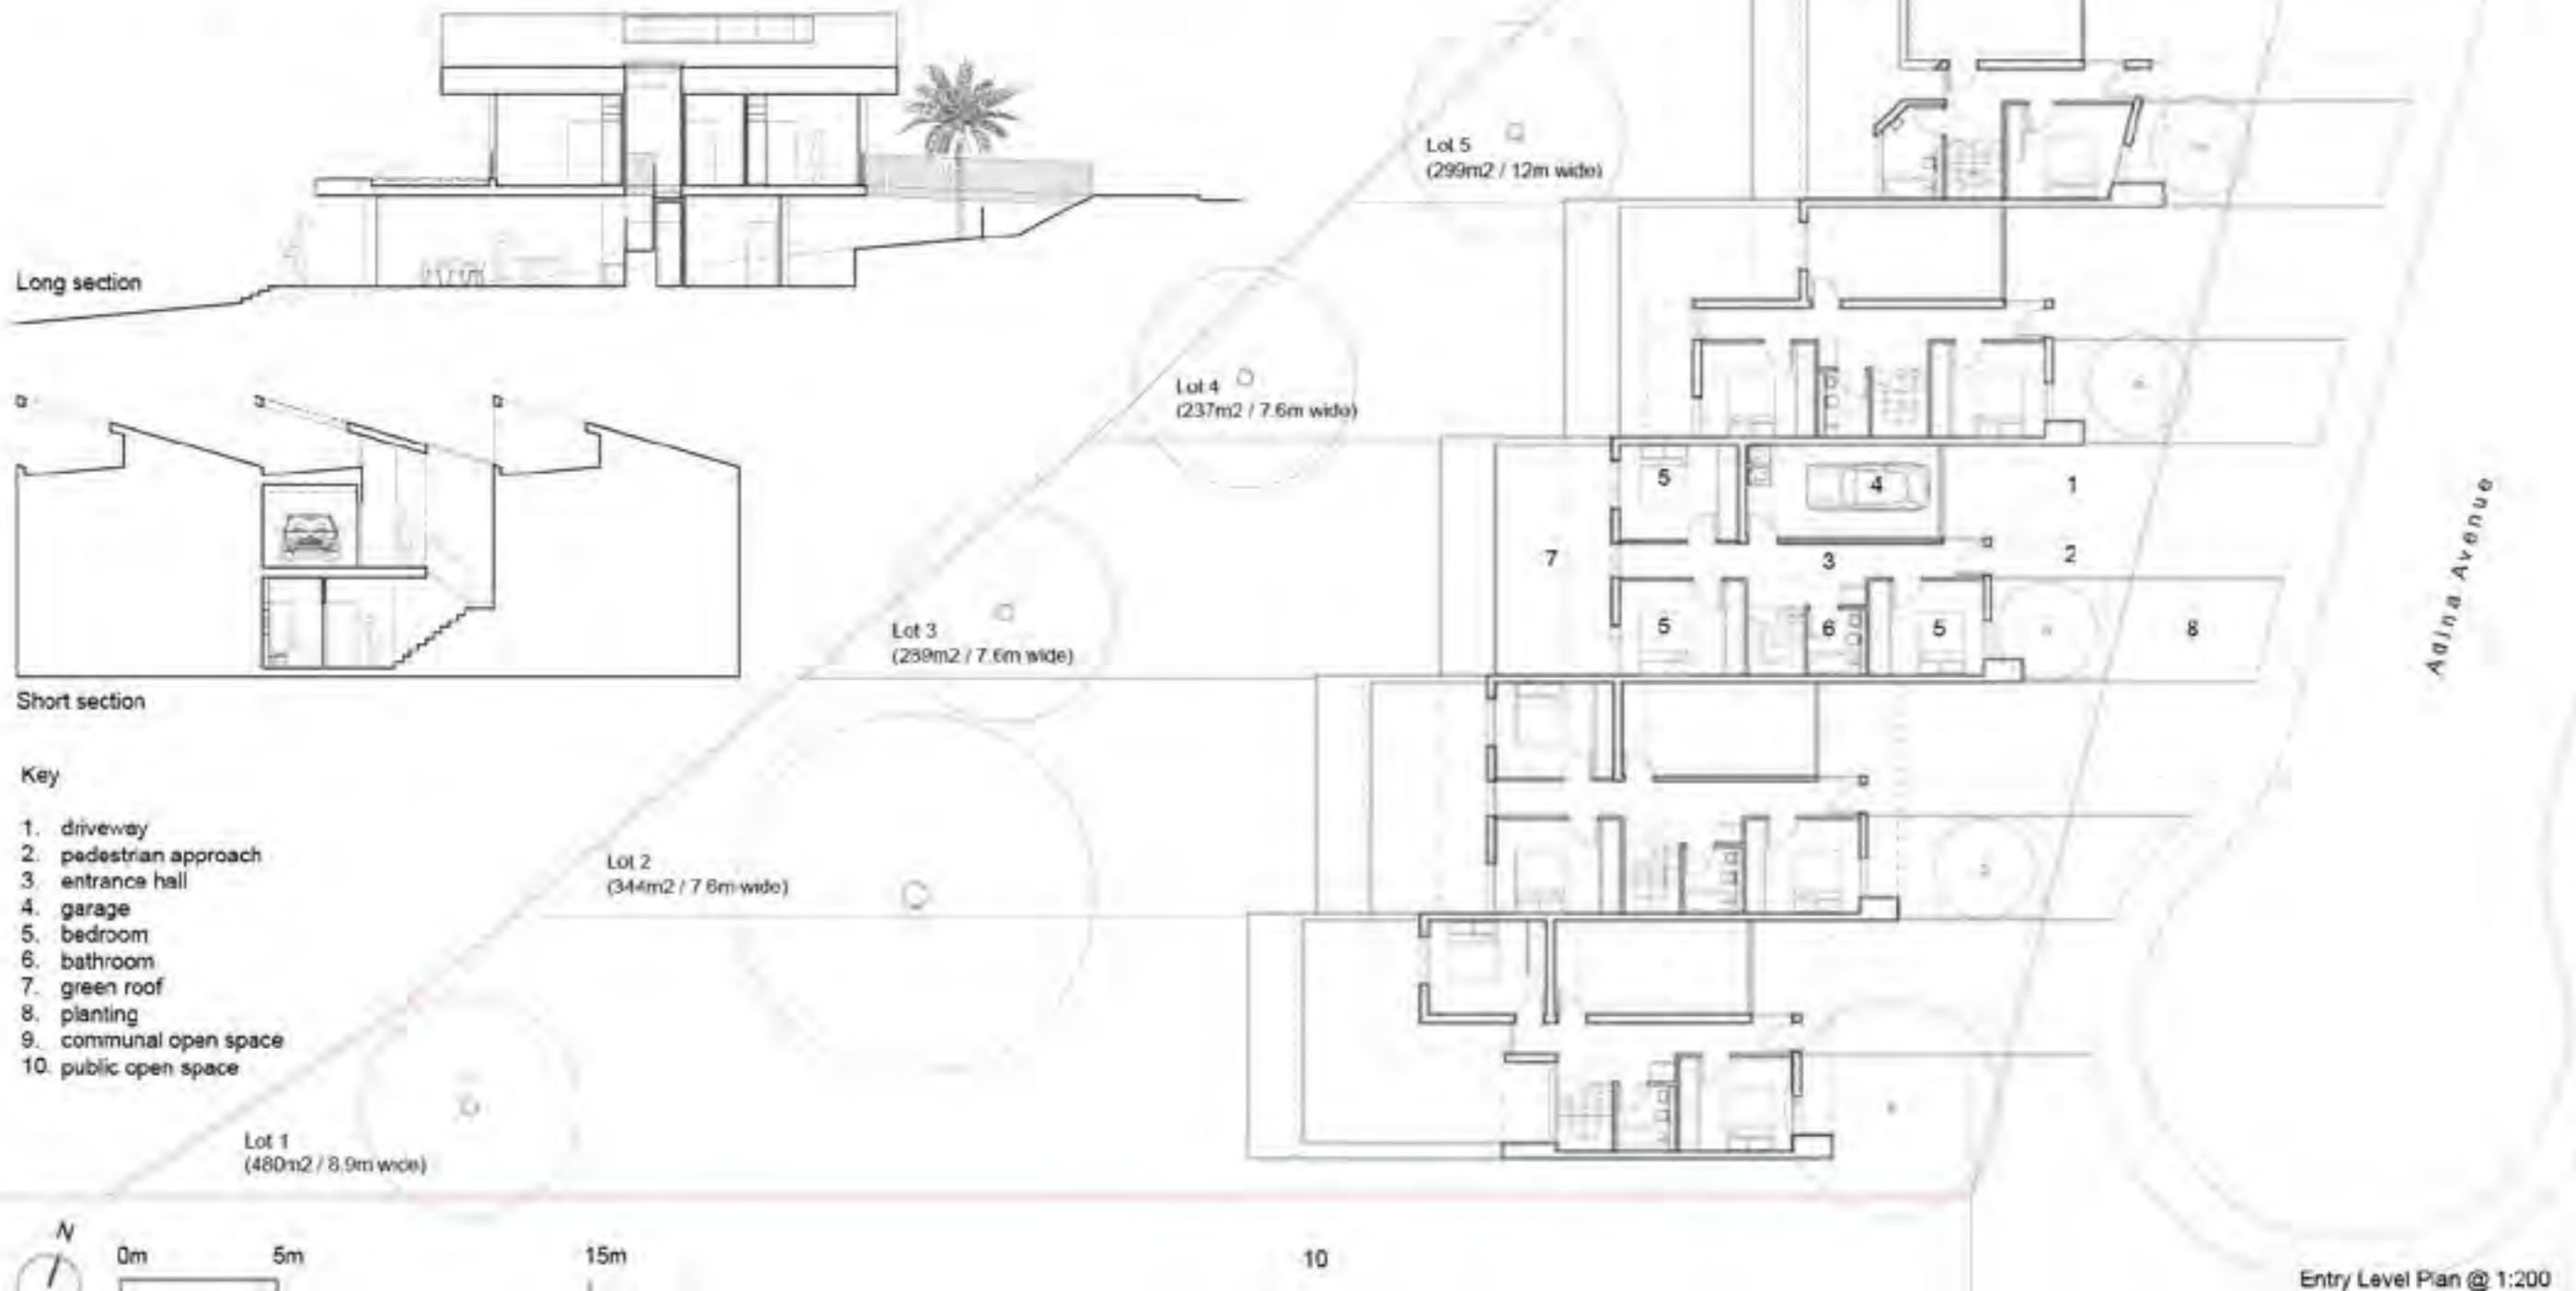 Long section
Short section
Key
1. driveway
2. pedestrian approach
3. entrance hall
4. garage
5. bedroom
6. bathroom
7. green roof
8. planting
9. communal open space
10. public open space
Lot 5
(299m2 / 12m wide)
Lot 4
(237m2 / 7.6m wide)
Lot 3
(289m2 / 7.6m wide)
Lot 2
(344m2 / 7.6m wide)
Lot 1
(480m2 / 8.9m wide)
5
4
1
7
3
2
5
6
5
8
Adina Avenue
N
0m 5m 15m
10
Entry Level Plan @ 1:200